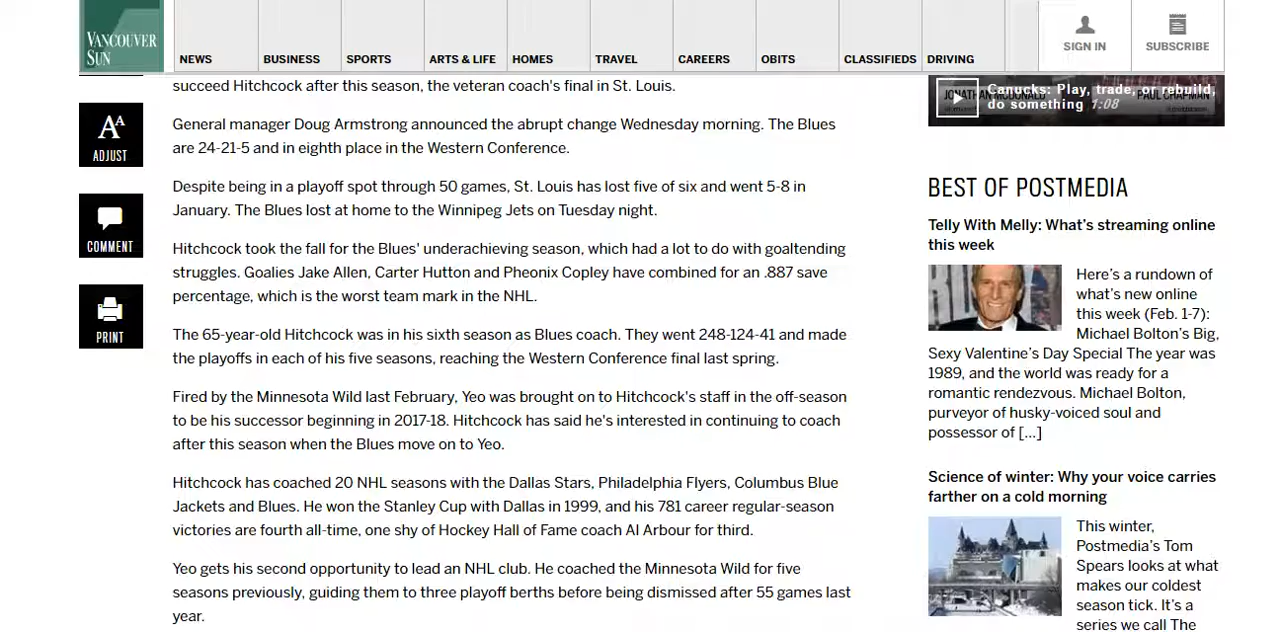 VANCOUVER
SUN
NEWS
BUSINESS
SPORTS
ARTS & LIFE
HOMES
TRAVEL
CAREERS
OBITS
CLASSIFIEDS
DRIVING
SIGN IN
SUBSCRIBE
AA
ADJUST
COMMENT
PRINT
succeed Hitchcock after this season, the veteran coach's final in St. Louis.
General manager Doug Armstrong announced the abrupt change Wednesday morning. The Blues
are 24-21-5 and in eighth place in the Western Conference.
Despite being in a playoff spot through 50 games, St. Louis has lost five of six and went 5-8 in
January. The Blues lost at home to the Winnipeg Jets on Tuesday night.
Hitchcock took the fall for the Blues' underachieving season, which had a lot to do with goaltending
struggles. Goalies Jake Allen, Carter Hutton and Pheonix Copley have combined for an .887 save
percentage, which is the worst team mark in the NHL.
The 65-year-old Hitchcock was in his sixth season as Blues coach. They went 248-124-41 and made
the playoffs in each of his five seasons, reaching the Western Conference final last spring.
Fired by the Minnesota Wild last February, Yeo was brought on to Hitchcock's staff in the off-season
to be his successor beginning in 2017-18. Hitchcock has said he's interested in continuing to coach
after this season when the Blues move on to Yeo.
Hitchcock has coached 20 NHL seasons with the Dallas Stars, Philadelphia Flyers, Columbus Blue
Jackets and Blues. He won the Stanley Cup with Dallas in 1999, and his 781 career regular-season
victories are fourth all-time, one shy of Hockey Hall of Fame coach Al Arbour for third.
Yeo gets his second opportunity to lead an NHL club. He coached the Minnesota Wild for five
seasons previously, guiding them to three playoff berths before being dismissed after 55 games last
year.
JONATHAN MCDONALD
PAUL CHAPMAN
Canucks: Play, trade, or rebuild,
do something 1:08
BEST OF POSTMEDIA
Telly With Melly: What's streaming online
this week
Here's a rundown of
what's new online
this week (Feb. 1-7):
Michael Bolton's Big,
Sexy Valentine's Day Special The year was
1989, and the world was ready for a
romantic rendezvous. Michael Bolton,
purveyor of husky-voiced soul and
possessor of [...]
Science of winter: Why your voice carries
farther on a cold morning
This winter,
Postmedia's Tom
Spears looks at what
makes our coldest
season tick. It's a
series we call The